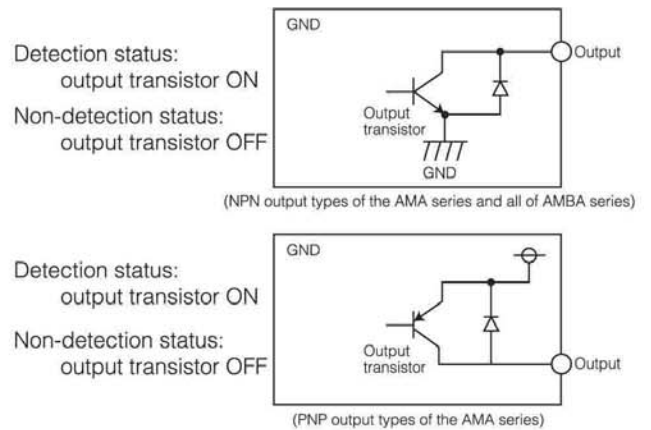 GND
Detection status:
output transistor ON
Non-detection status:
output transistor OFF
Output
Output
transistor
GND
(NPN output types of the AMA series and all of AMBA series)
GND
Detection status:
output transistor ON
Non-detection status:
output transistor OFF
Output
transistor
Output
(PNP output types of the AMA series)